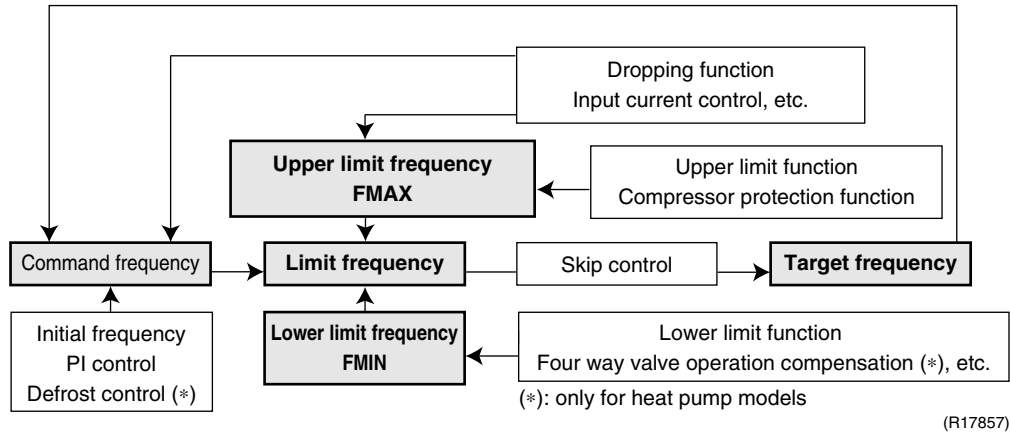 Dropping function
Input current control, etc.
Upper limit frequency
FMAX
Upper limit function
Compressor protection function
Command frequency
Limit frequency
Skip control
Target frequency
Initial frequency
PI control
Defrost control (*)
Lower limit frequency
FMIN
Lower limit function
Four way valve operation compensation (*), etc.
(*): only for heat pump models
(R17857)